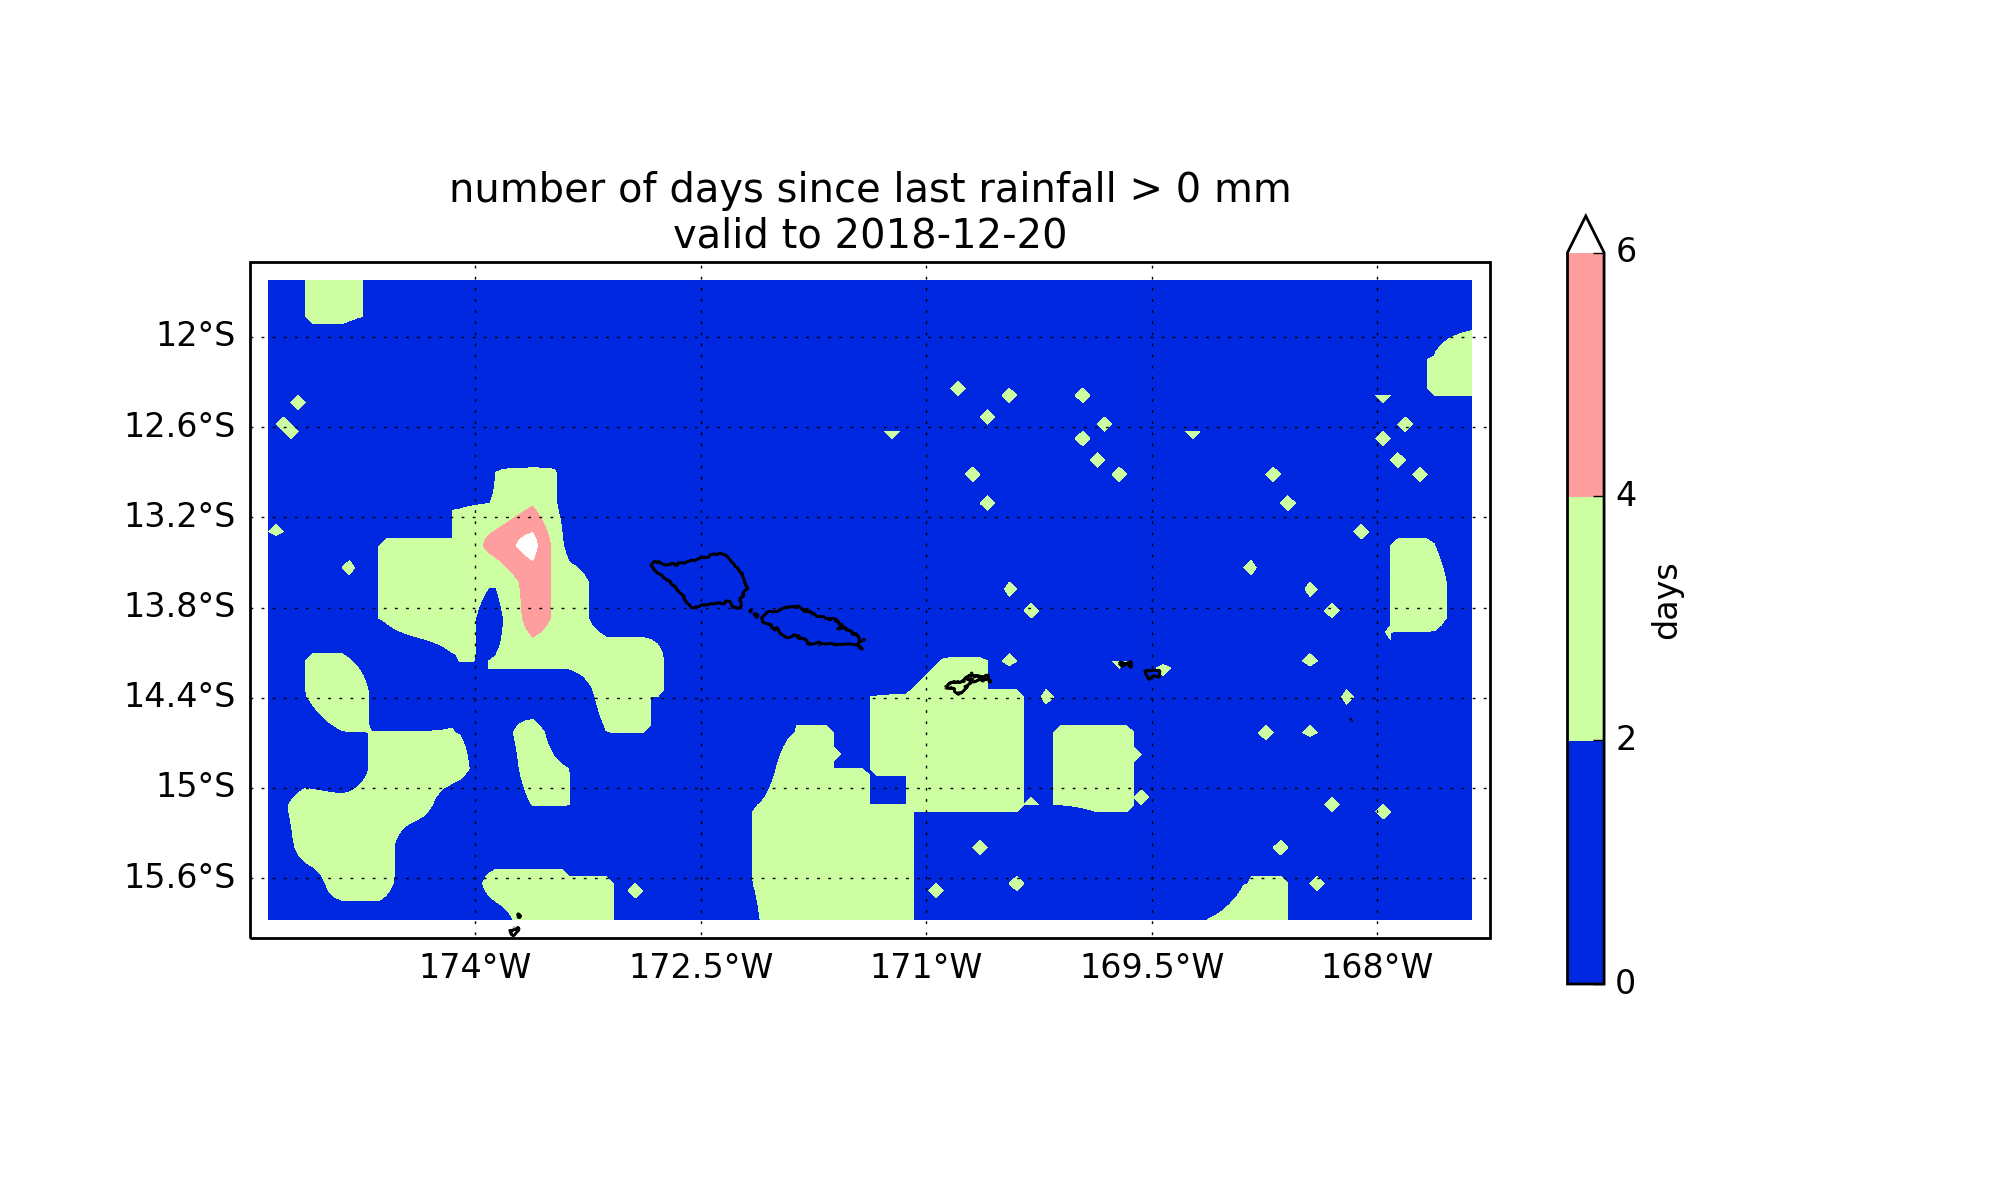 number of days since last rainfall > 0 mm
valid to 2018-12-20
12°S
12.6°S
13.2°S
13.8°S
14.4°S
15°S
15.6°S
174°W 172.5°W 171°W 169.5°W 168°W
6
4
2
0
days